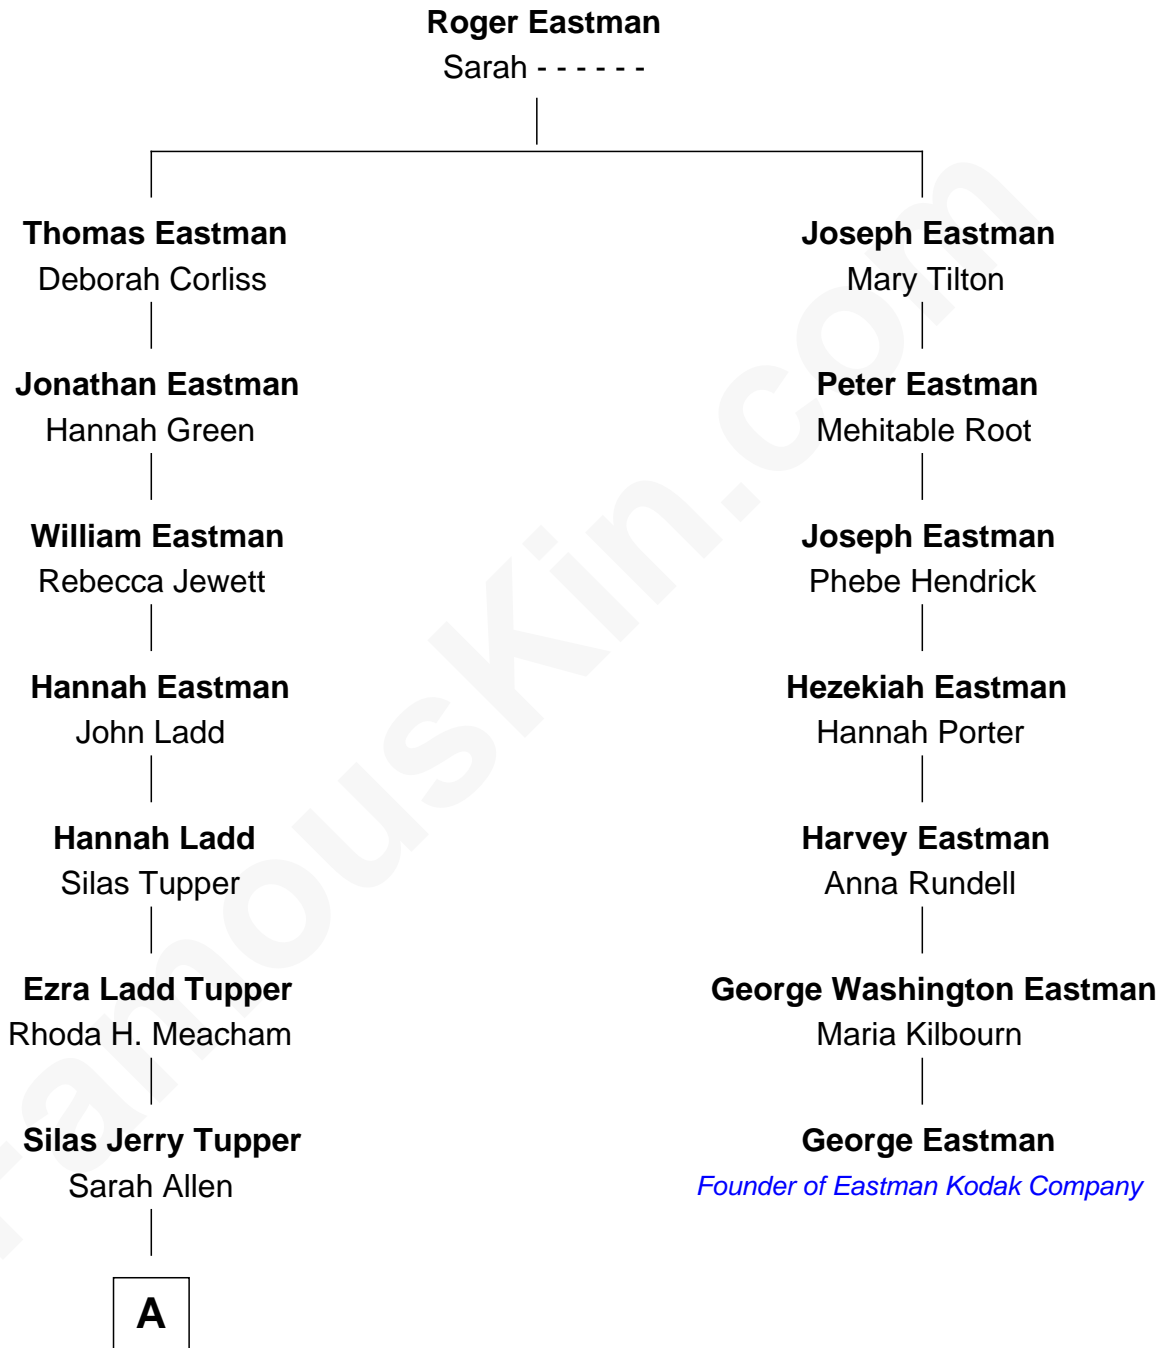 Roger Eastman
Sarah - - - - - -
Thomas Eastman
Deborah Corliss
Jonathan Eastman
Hannah Green
William Eastman
Rebecca Jewett
Hannah Eastman
John Ladd
Hannah Ladd
Silas Tupper
Ezra Ladd Tupper
Rhoda H. Meacham
Silas Jerry Tupper
Sarah Allen
A
Joseph Eastman
Mary Tilton
Peter Eastman
Mehitable Root
Joseph Eastman
Phebe Hendrick
Hezekiah Eastman
Hannah Porter
Harvey Eastman
Anna Rundell
George Washington Eastman
Maria Kilbourn
George Eastman
Founder of Eastman Kodak Company
FamousKin.com